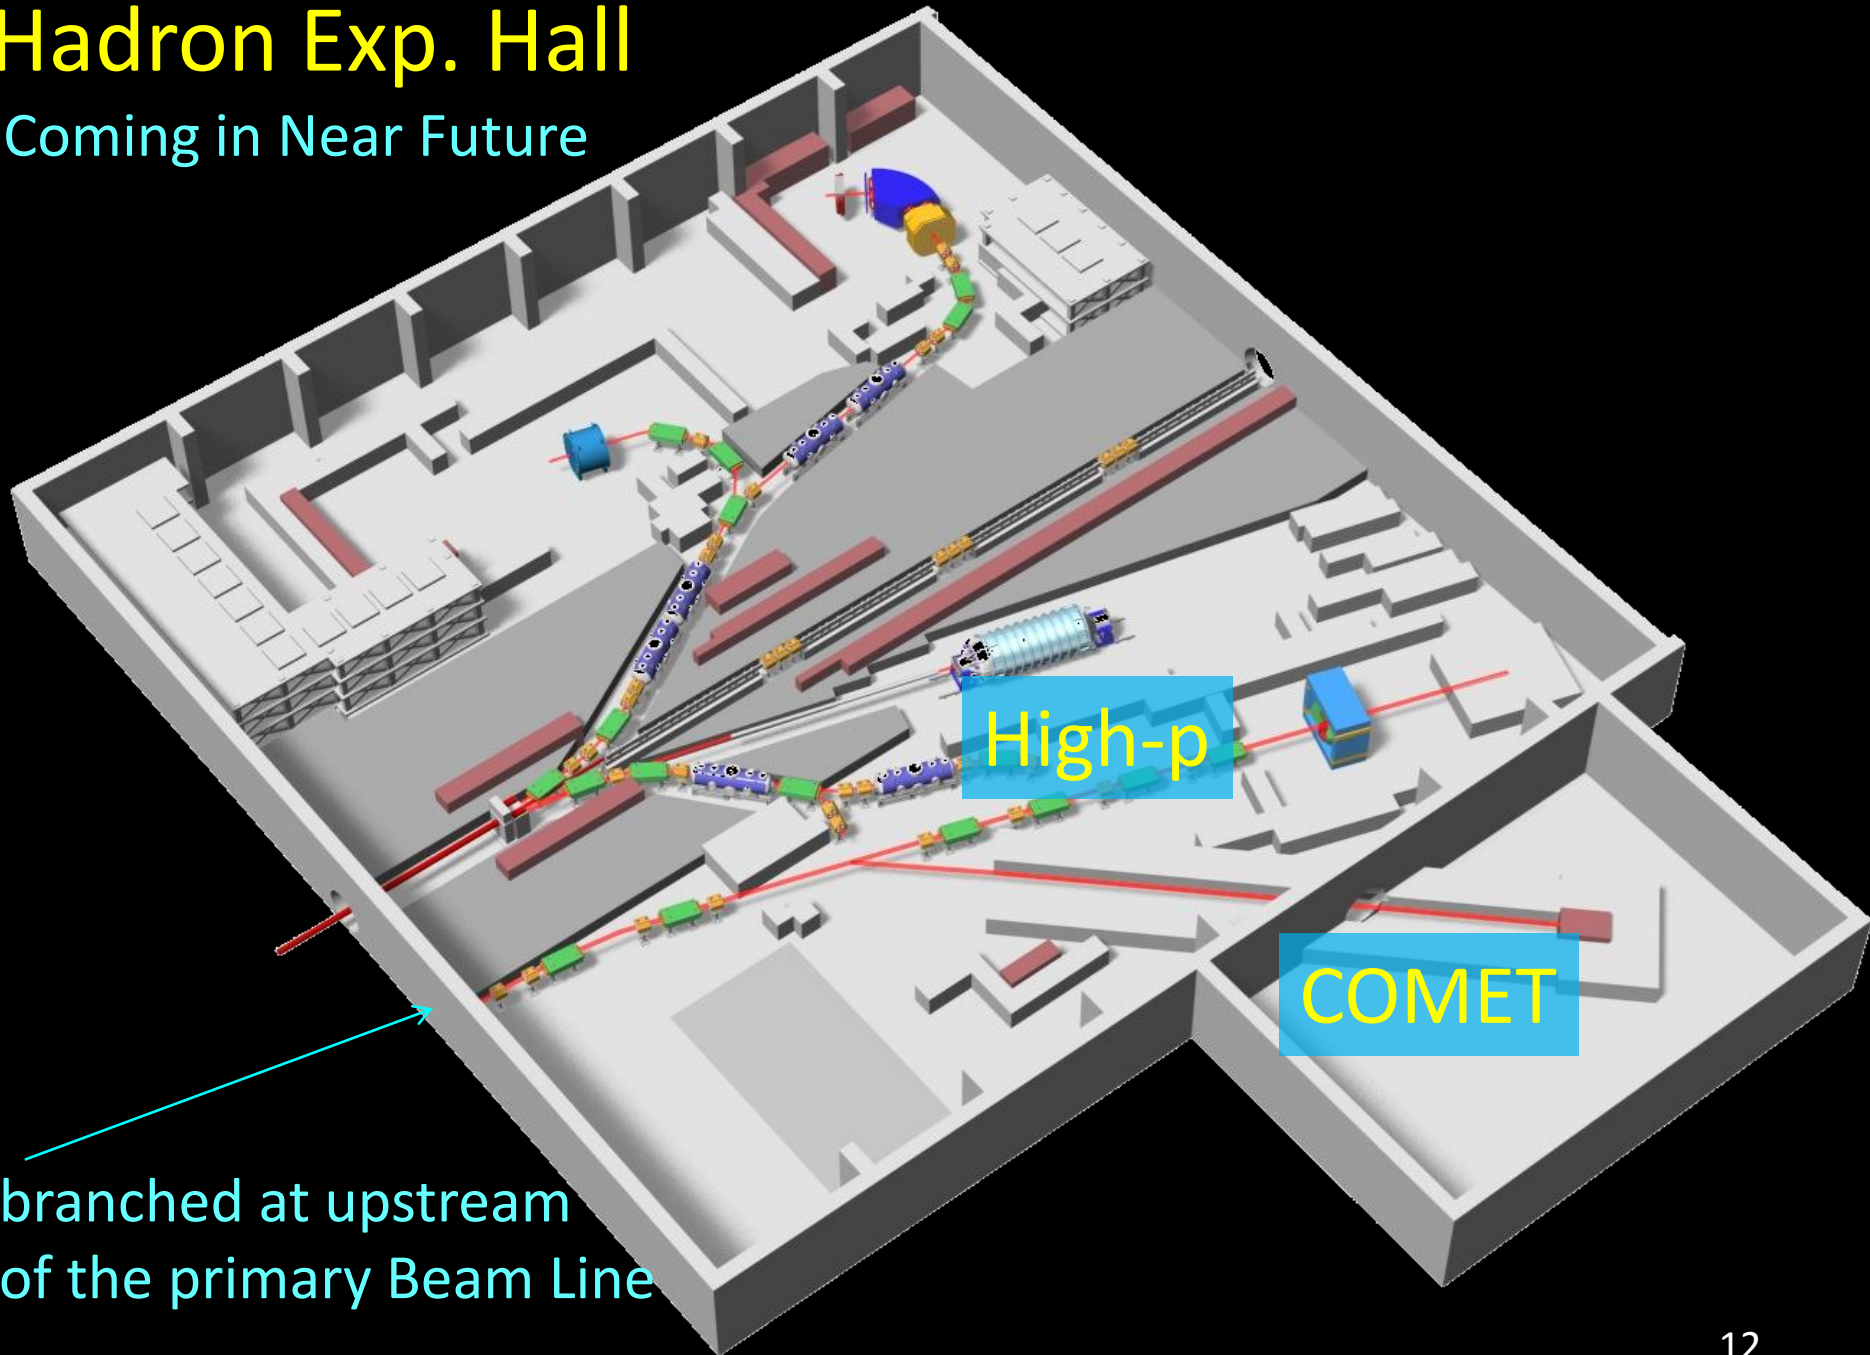 Hadron Exp. Hall
Coming in Near Future
High-p
COMET
branched at upstream
of the primary Beam Line
12